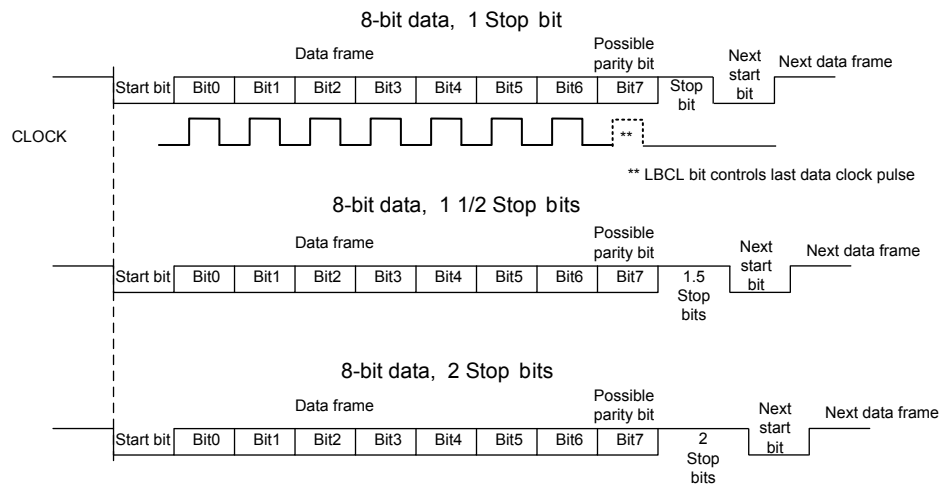 8-bit data, 1 Stop bit
Data frame
Possible
parity bit
Next
start
bit
Next data frame
Start bit Bit0 Bit1 Bit2 Bit3 Bit4 Bit5 Bit6 Bit7 Stop
bit
CLOCK
**
** LBCL bit controls last data clock pulse
8-bit data, 1 1/2 Stop bits
Data frame
Possible
parity bit
Next
start
bit
Next data frame
Start bit Bit0 Bit1 Bit2 Bit3 Bit4 Bit5 Bit6 Bit7 1.5
Stop
bits
8-bit data, 2 Stop bits
Data frame
Possible
parity bit
Next
start
bit
Next data frame
Start bit Bit0 Bit1 Bit2 Bit3 Bit4 Bit5 Bit6 Bit7 2
Stop
bits